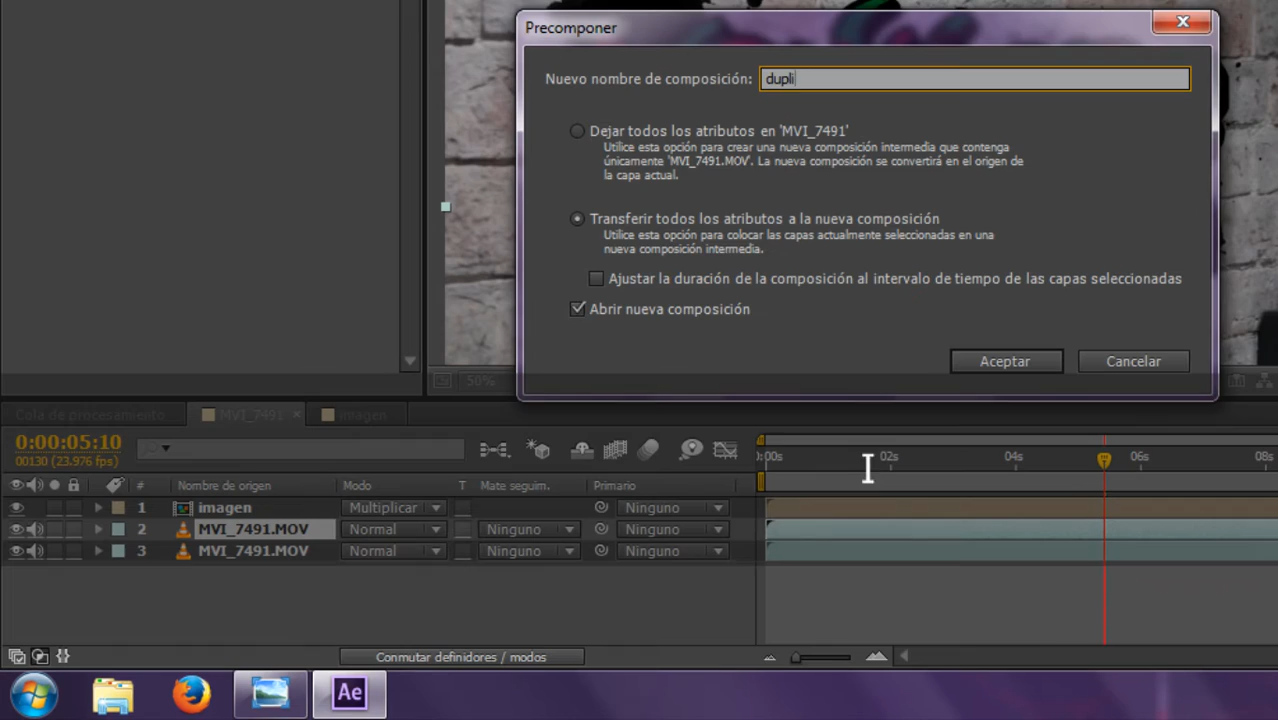 Precomponer
Nuevo nombre de composición: dupli
Dejar todos los atributos en 'MVI_7491'
Utilice esta opción para crear una nueva composición intermedia que contenga
únicamente 'MVI_7491.MOV'. La nueva composición se convertirá en el origen de
la capa actual.
Transferir todos los atributos a la nueva composición
Utilice esta opción para colocar las capas actualmente seleccionadas en una
nueva composición intermedia.
Ajustar la duración de la composición al intervalo de tiempo de las capas seleccionadas
Abrir nueva composición
Aceptar Cancelar
50%
Cola de procesamiento MVI_7491 × imagen
0:00:05:10
00130 (23.976 fps)
0:00s 02s 04s 06s 08s
# Nombre de origen Modo T Mate seguim. Primario
1 imagen Multiplicar Ninguno
2 MVI_7491.MOV Normal Ninguno Ninguno
3 MVI_7491.MOV Normal Ninguno Ninguno
Conmutar definidores / modos
Ae